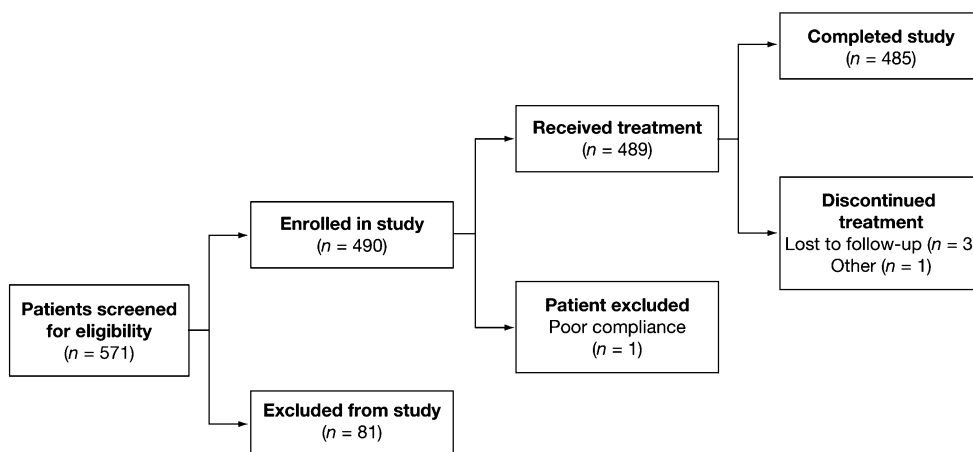 Completed study
(n = 485)
Received treatment
(n = 489)
Discontinued
treatment
Lost to follow-up (n = 3
Other (n = 1)
Enrolled in study
(n = 490)
Patient excluded
Poor compliance
(n = 1)
Patients screened
for eligibility
(n = 571)
Excluded from study
(n = 81)